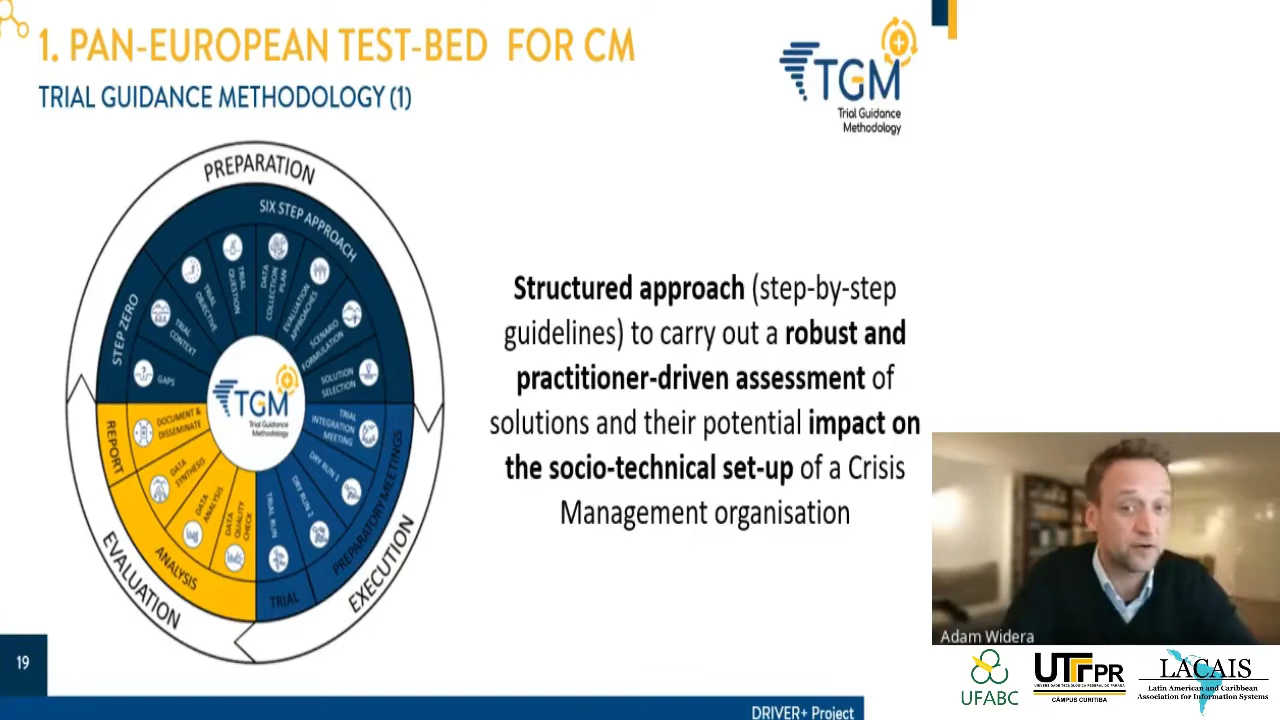 1. PAN-EUROPEAN TEST-BED FOR CM
TRIAL GUIDANCE METHODOLOGY (1)
TGM
Trial Guidance
Methodology
PREPARATION
SIX STEP APPROACH
STEP ZERO
GAPS
TRIAL
CONTEXT
TRIAL
OBJECTIVE
TRIAL
QUESTION
DATA
COLLECTION
PLAN
EVALUATION
APPROACHES
SCENARIO
FORMULATION
SOLUTION
SELECTION
TRIAL
INTEGRATION
MEETING
DRY RUN 1
DRY RUN 2
TRIAL RUN
PREPARATORY MEETINGS
TRIAL
EXECUTION
DATA
QUALITY
CHECK
DATA
ANALYSIS
DATA
SYNTHESIS
DOCUMENT &
DISSEMINATE
ANALYSIS
REPORT
EVALUATION
TGM
Trial Guidance
Methodology
Structured approach (step-by-step
guidelines) to carry out a robust and
practitioner-driven assessment of
solutions and their potential impact on
the socio-technical set-up of a Crisis
Management organisation
19
DRIVER+ Project
Adam Widera
UFABC
UTFPR
UNIVERSIDADE TECNOLÓGICA FEDERAL DO PARANÁ
CÂMPUS CURITIBA
LACAIS
Latin American and Caribbean
Association for Information Systems